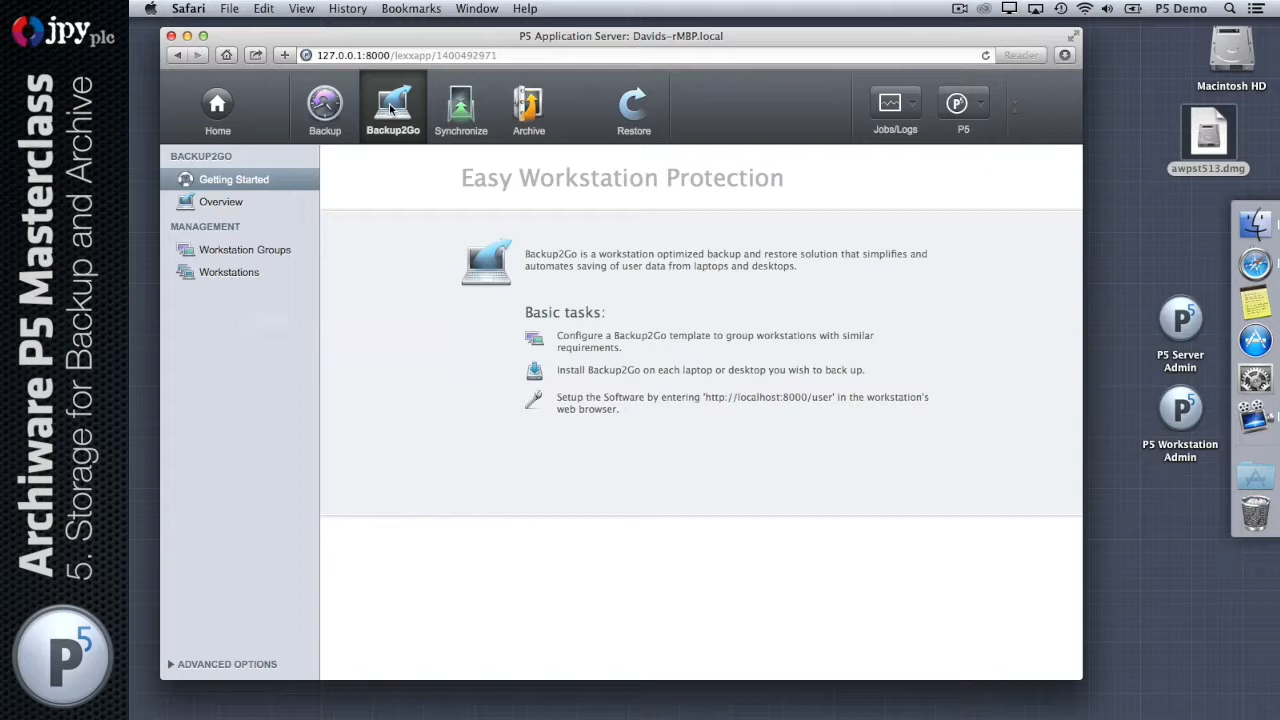 Safari File Edit View History Bookmarks Window Help P5 Demo
jpy plc
Archiware P5 Masterclass
5. Storage for Backup and Archive
P5
P5 Application Server: Davids-rMBP.local
127.0.0.1:8000/lexxapp/1400492971
Reader
Home
Backup
Backup2Go
Synchronize
Archive
Restore
Jobs/Logs
P5
BACKUP2GO
Getting Started
Overview
MANAGEMENT
Workstation Groups
Workstations
ADVANCED OPTIONS
Easy Workstation Protection
Backup2Go is a workstation optimized backup and restore solution that simplifies and
automates saving of user data from laptops and desktops.
Basic tasks:
Configure a Backup2Go template to group workstations with similar
requirements.
Install Backup2Go on each laptop or desktop you wish to back up.
Setup the Software by entering 'http://localhost:8000/user' in the workstation's
web browser.
Macintosh HD
awpst513.dmg
P5
P5 Server
Admin
P5
P5 Workstation
Admin